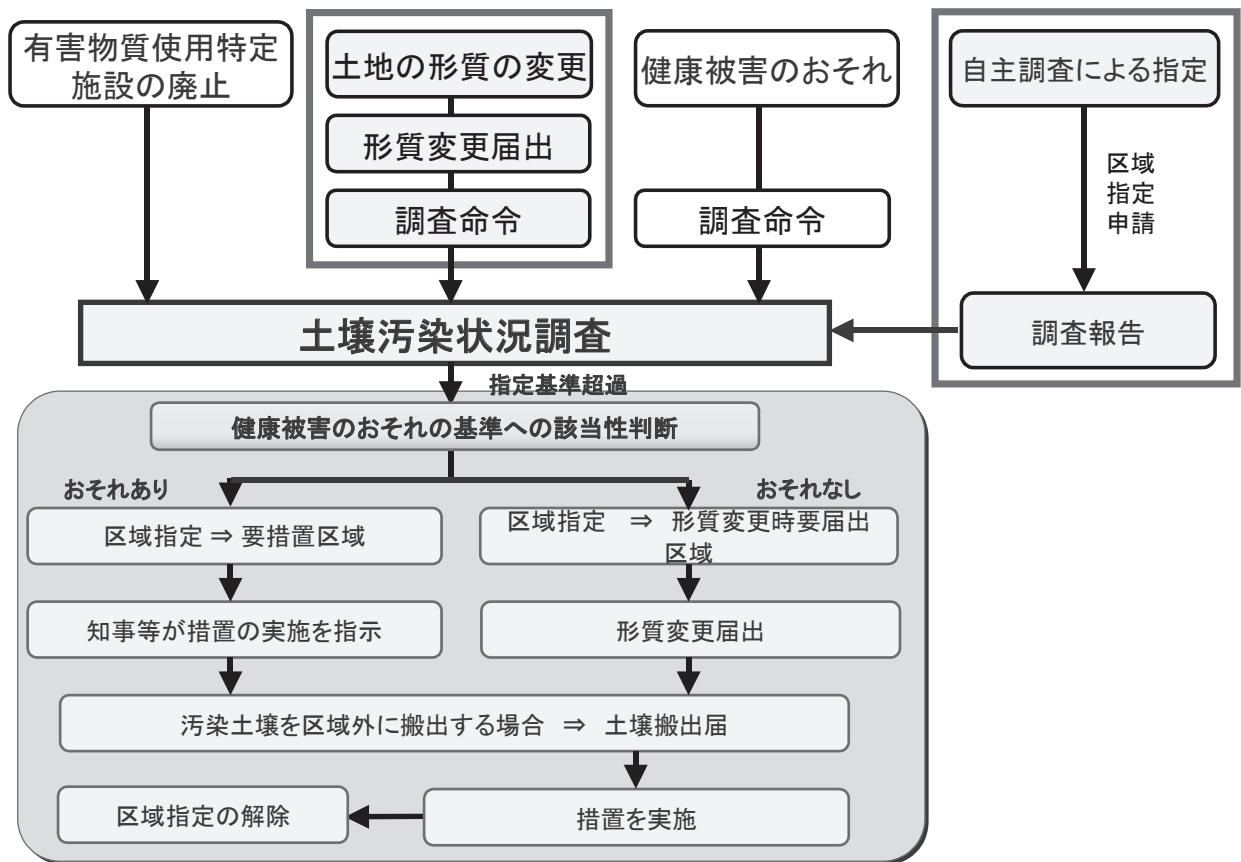 有害物質使用特定
施設の廃止
土地の形質の変更
形質変更届出
調査命令
健康被害のおそれ
調査命令
自主調査による指定
区域
指定
申請
調査報告
土壌汚染状況調査
指定基準超過
健康被害のおそれの基準への該当性判断
おそれあり
おそれなし
区域指定 ⇒ 要措置区域
区域指定 ⇒ 形質変更時要届出
区域
知事等が措置の実施を指示
形質変更届出
汚染土壌を区域外に搬出する場合 ⇒ 土壌搬出届
区域指定の解除
措置を実施